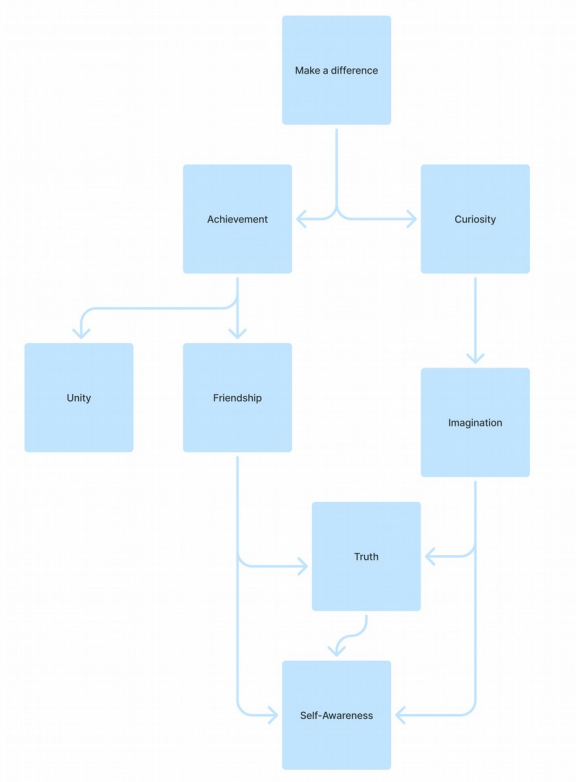 Make a difference
Achievement
Curiosity
Unity
Friendship
Imagination
Truth
Self-Awareness